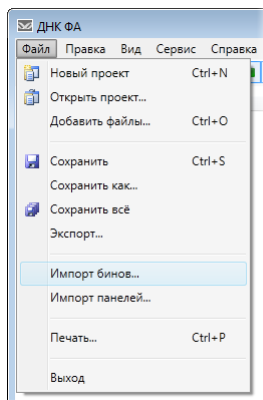 ДНК ФА
Файл Правка Вид Сервис Справка
Новый проект Ctrl+N
Открыть проект...
Добавить файлы... Ctrl+O
Сохранить Ctrl+S
Сохранить как...
Сохранить всё
Экспорт...
Импорт бинов...
Импорт панелей...
Печать... Ctrl+P
Выход